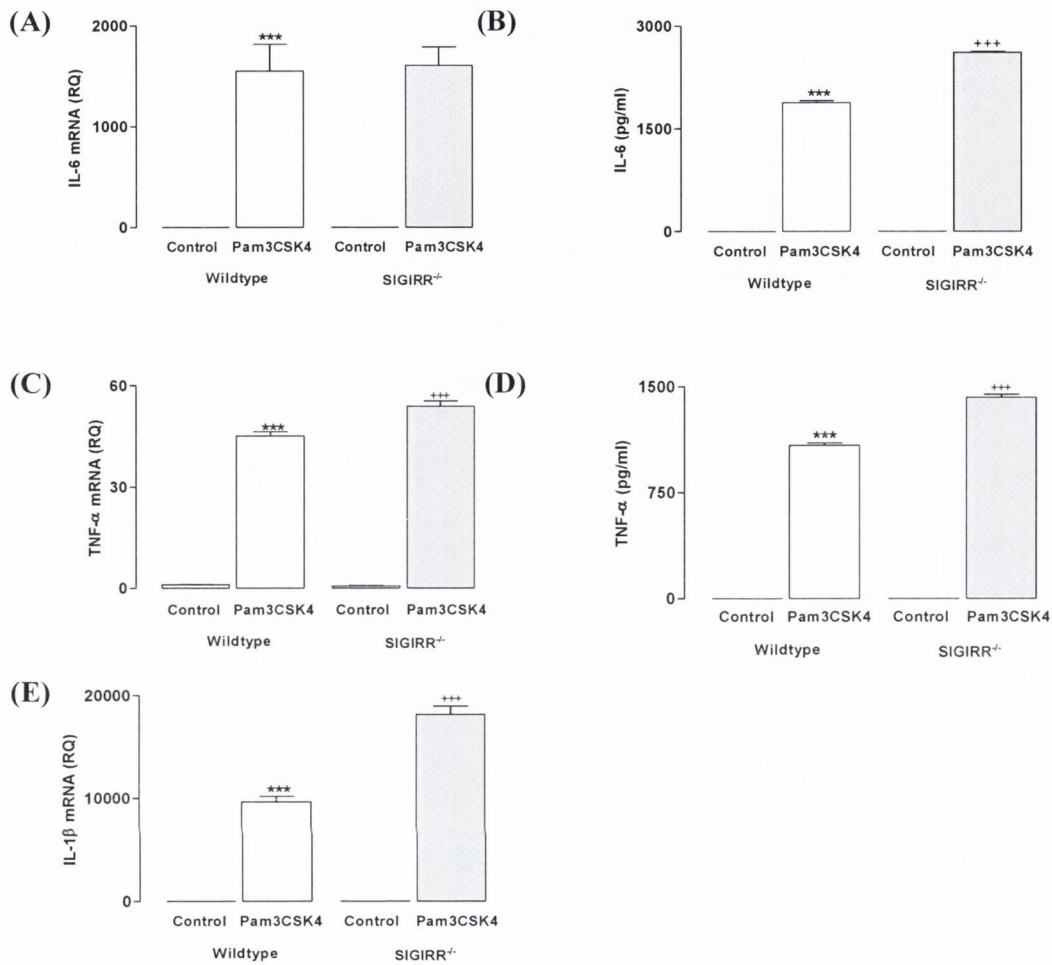 (A)
IL-6 mRNA (RQ)
2000
1000
0
***
Control Pam3CSK4 Control Pam3CSK4
Wildtype SIGIRR-/-
(B)
IL-6 (pg/ml)
3000
1500
0
***
+++
Control Pam3CSK4 Control Pam3CSK4
Wildtype SIGIRR-/-
(C)
TNF-α mRNA (RQ)
60
30
0
***
+++
Control Pam3CSK4 Control Pam3CSK4
Wildtype SIGIRR-/-
(D)
TNF-α (pg/ml)
1500
750
0
***
+++
Control Pam3CSK4 Control Pam3CSK4
Wildtype SIGIRR-/-
(E)
IL-1β mRNA (RQ)
20000
10000
0
***
+++
Control Pam3CSK4 Control Pam3CSK4
Wildtype SIGIRR-/-